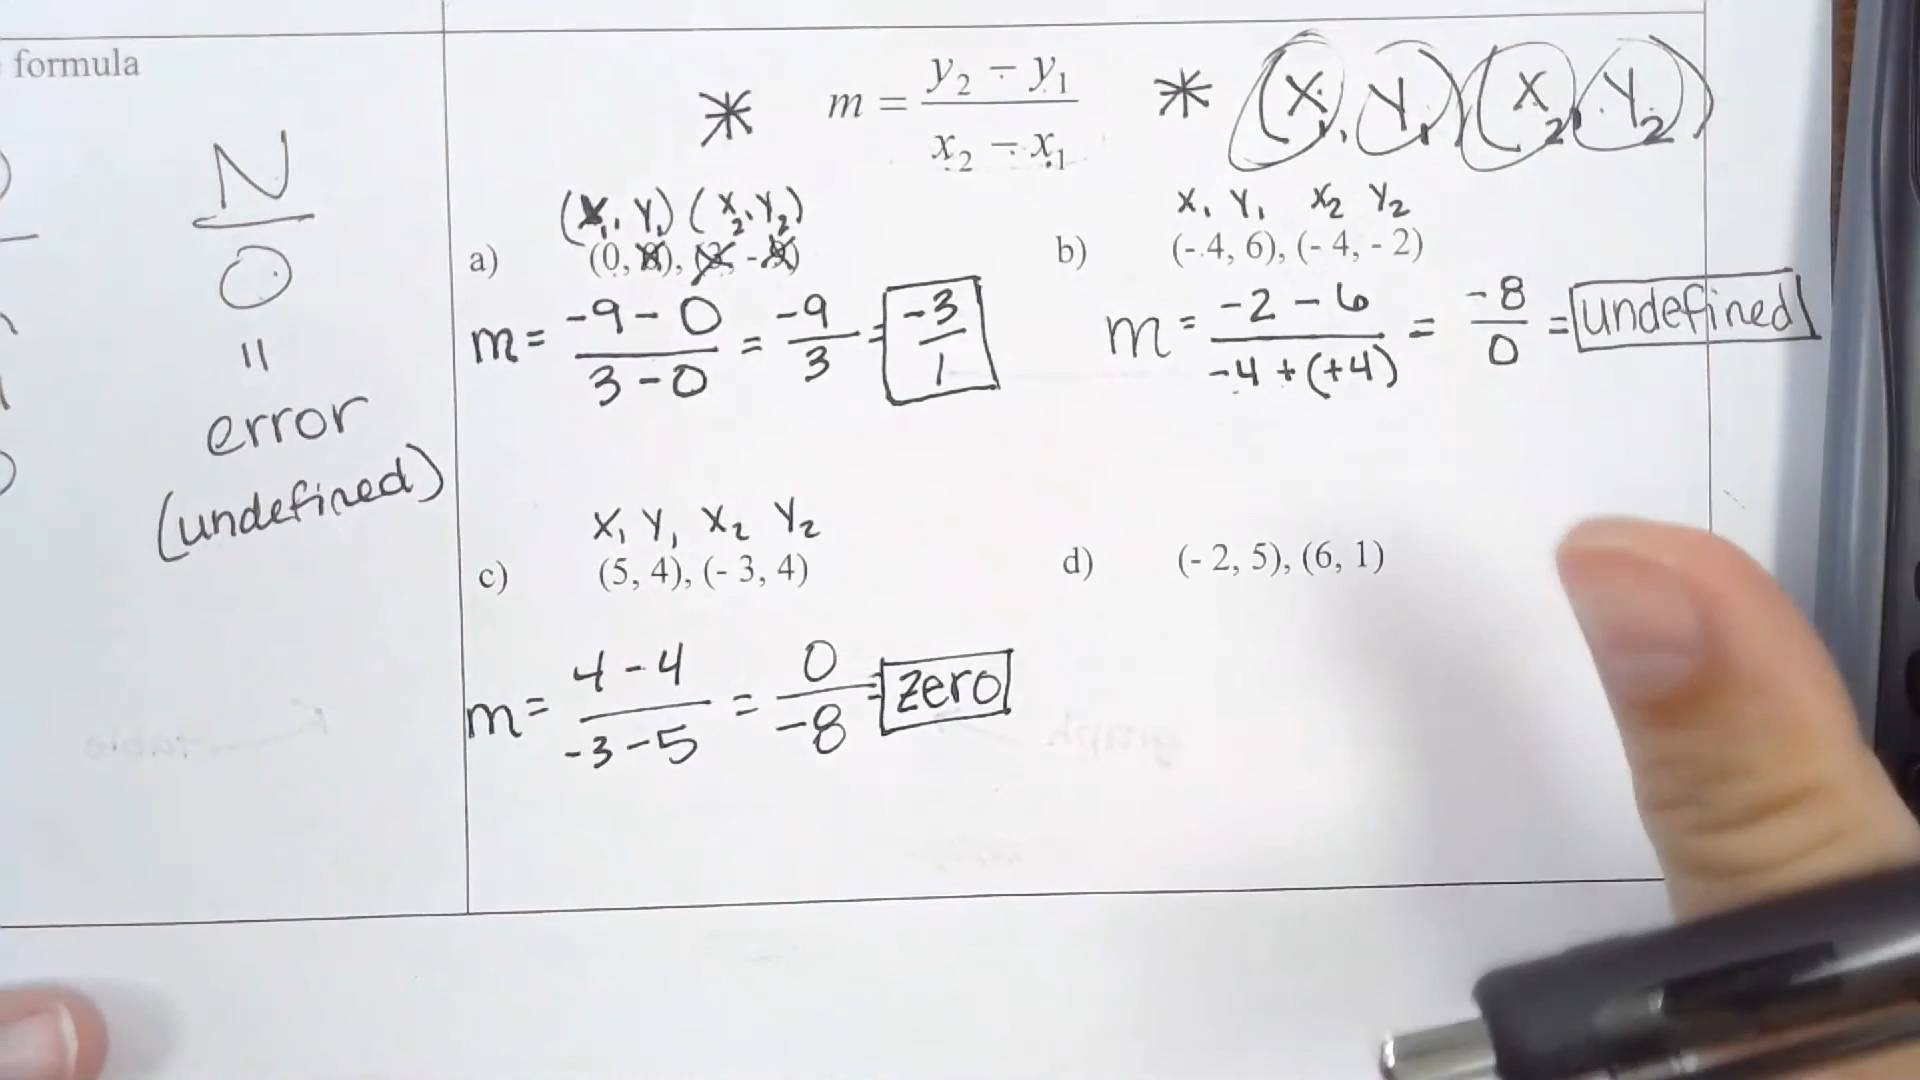 formula
N
0
=
error
(undefined)
* m = y2 - y1 / x2 - x1 * (X1, Y1) (X2, Y2)
(X1, Y1) (X2, Y2)
a) (0, 0), (3, -9)
m = -9 - 0 / 3 - 0 = -9 / 3 = -3 / 1
X1 Y1 X2 Y2
b) (- 4, 6), (- 4, - 2)
m = -2 - 6 / -4 + (+4) = -8 / 0 = undefined
X1 Y1 X2 Y2
c) (5, 4), (- 3, 4)
m = 4 - 4 / -3 - 5 = 0 / -8 = zero
d) (- 2, 5), (6, 1)